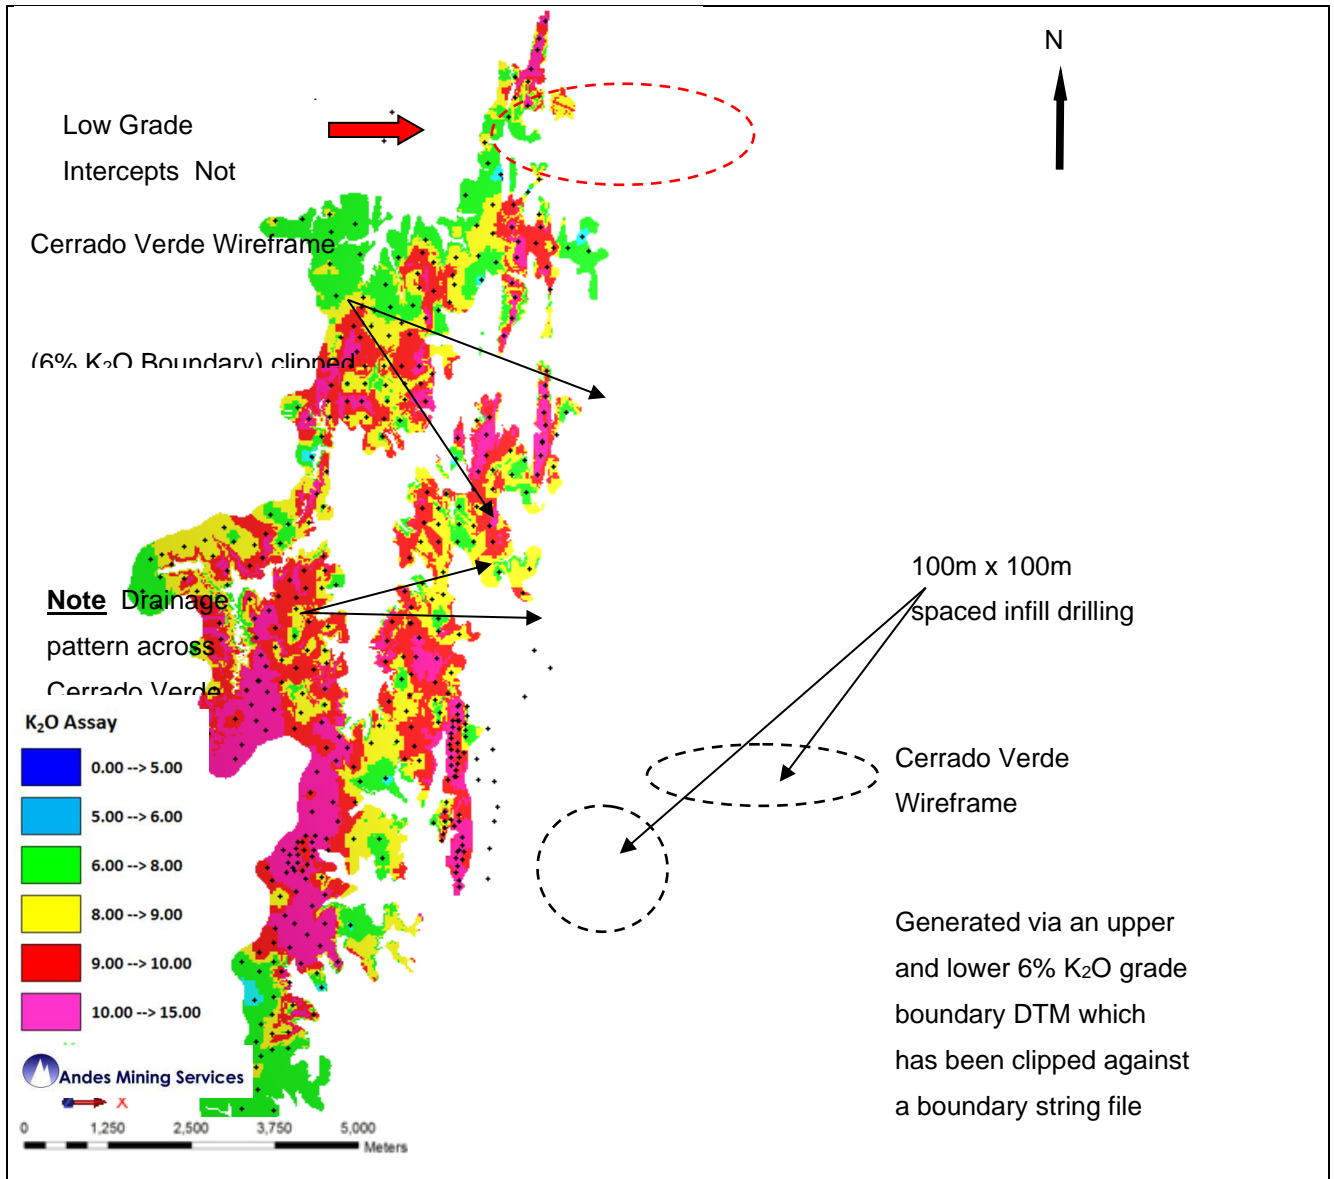 N
Low Grade
Intercepts Not
Cerrado Verde Wireframe
(6% K₂O Boundary) clipped
100m x 100m
spaced infill drilling
Note Drainage
pattern across
Cerrado Verde
K₂O Assay
0.00 --> 5.00
5.00 --> 6.00
6.00 --> 8.00
8.00 --> 9.00
9.00 --> 10.00
10.00 --> 15.00
Cerrado Verde
Wireframe
Generated via an upper
and lower 6% K₂O grade
boundary DTM which
has been clipped against
a boundary string file
Andes Mining Services
X
0 1,250 2,500 3,750 5,000
Meters